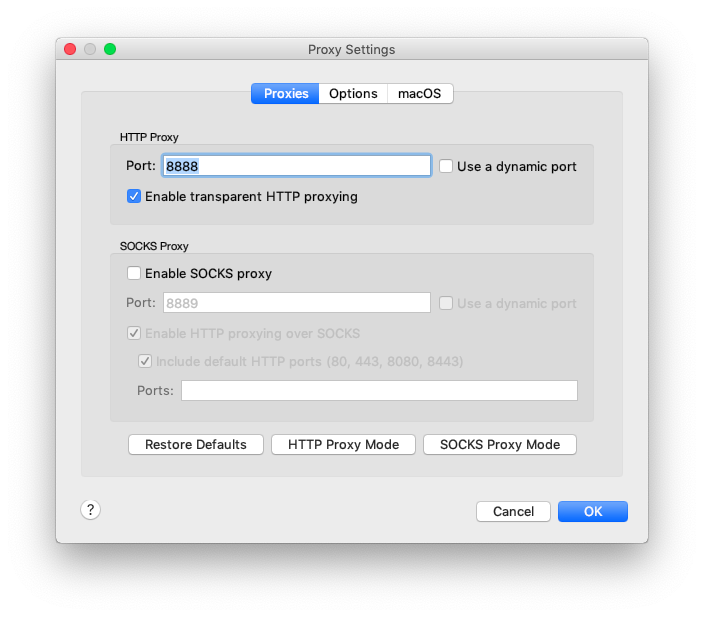 Proxy Settings
Proxies Options macOS
HTTP Proxy
Port: 8888 Use a dynamic port
Enable transparent HTTP proxying
SOCKS Proxy
Enable SOCKS proxy
Port: 8889 Use a dynamic port
Enable HTTP proxying over SOCKS
Include default HTTP ports (80, 443, 8080, 8443)
Ports:
Restore Defaults HTTP Proxy Mode SOCKS Proxy Mode
? Cancel OK